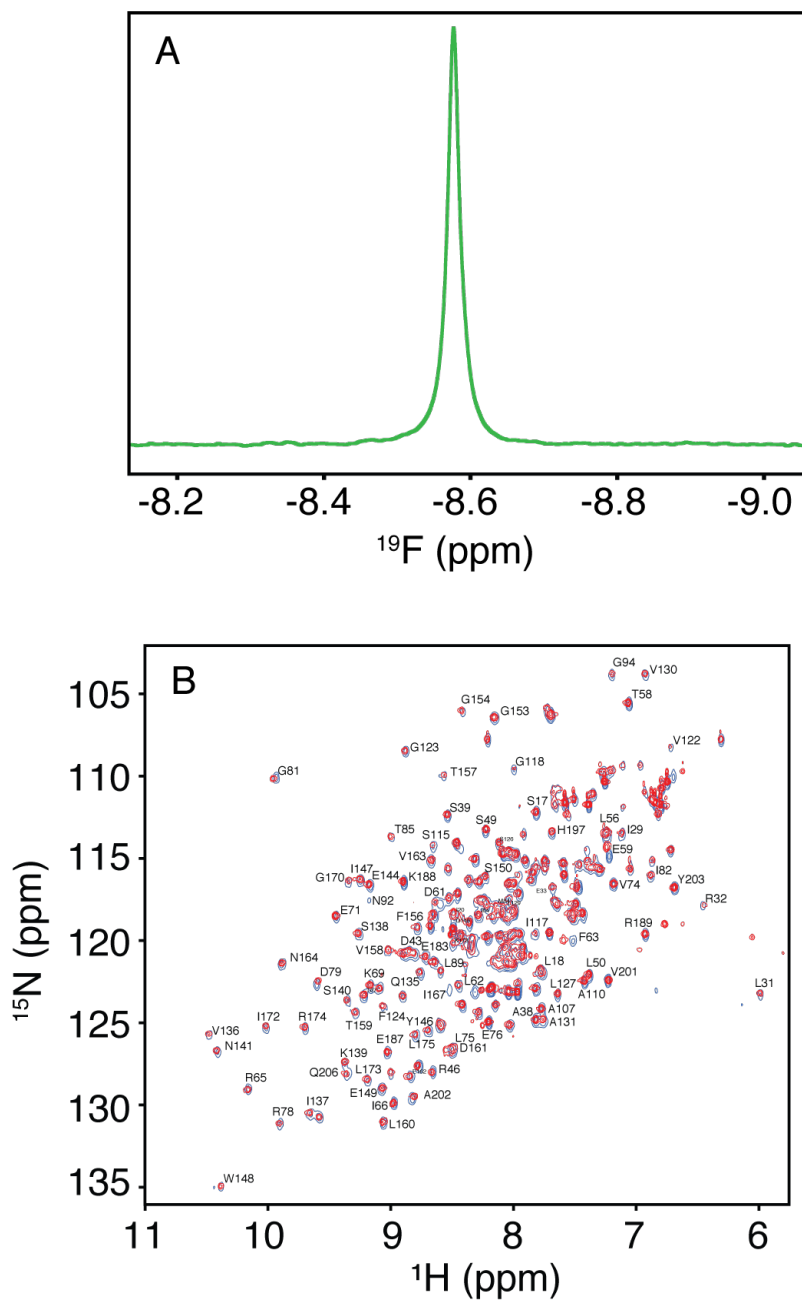 A
-8.2 -8.4 -8.6 -8.8 -9.0
¹⁹F (ppm)
B
¹⁵N (ppm)
105
110
115
120
125
130
135
G94
V130
T58
G154
G153
V122
G123
G118
G81
T157
S39
S17
S49
L56
I29
T85
S115
H197
E59
V163
S150
I82
I147
G170
E144
K188
Y203
V74
D61
N92
E33
R32
E71
F156
S138
I117
R189
F63
V158
D43
E183
N164
L89
L18
D79
K69
Q135
L62
L50
V201
L127
A110
S140
I167
L31
F124
A38
A107
T159
Y146
E76
A131
I172
R174
V136
N141
E187
L175
L75
D161
K139
Q206
L173
R46
R65
E149
I66
A202
I137
R78
L160
W148
11 10 9 8 7 6
¹H (ppm)